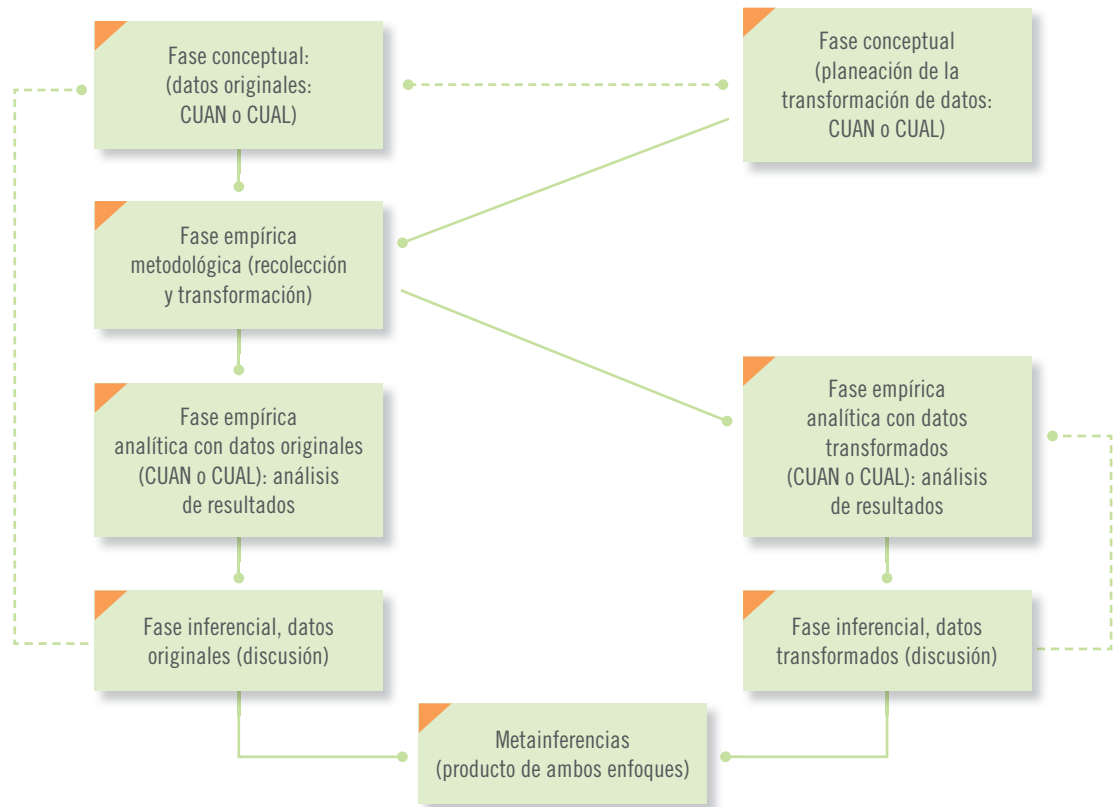 Fase conceptual:
(datos originales:
CUAN o CUAL)
Fase conceptual
(planeación de la
transformación de datos:
CUAN o CUAL)
Fase empírica
metodológica (recolección
y transformación)
Fase empírica
analítica con datos originales
(CUAN o CUAL): análisis
de resultados
Fase empírica
analítica con datos
transformados
(CUAN o CUAL): análisis
de resultados
Fase inferencial, datos
originales (discusión)
Fase inferencial, datos
transformados (discusión)
Metainferencias
(producto de ambos enfoques)